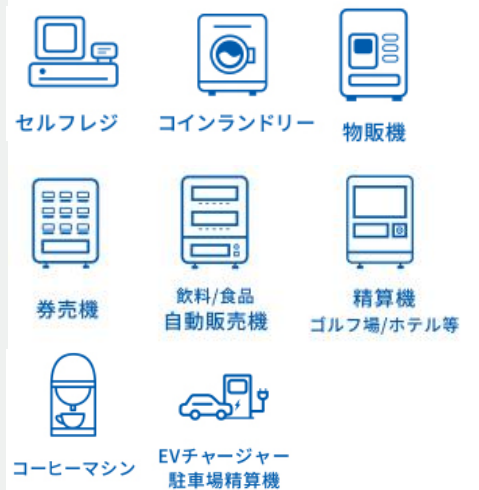 セルフレジ
コインランドリー
物販機
券売機
飲料/食品
自動販売機
精算機
ゴルフ場/ホテル等
コーヒーマシン
EVチャージャー
駐車場精算機